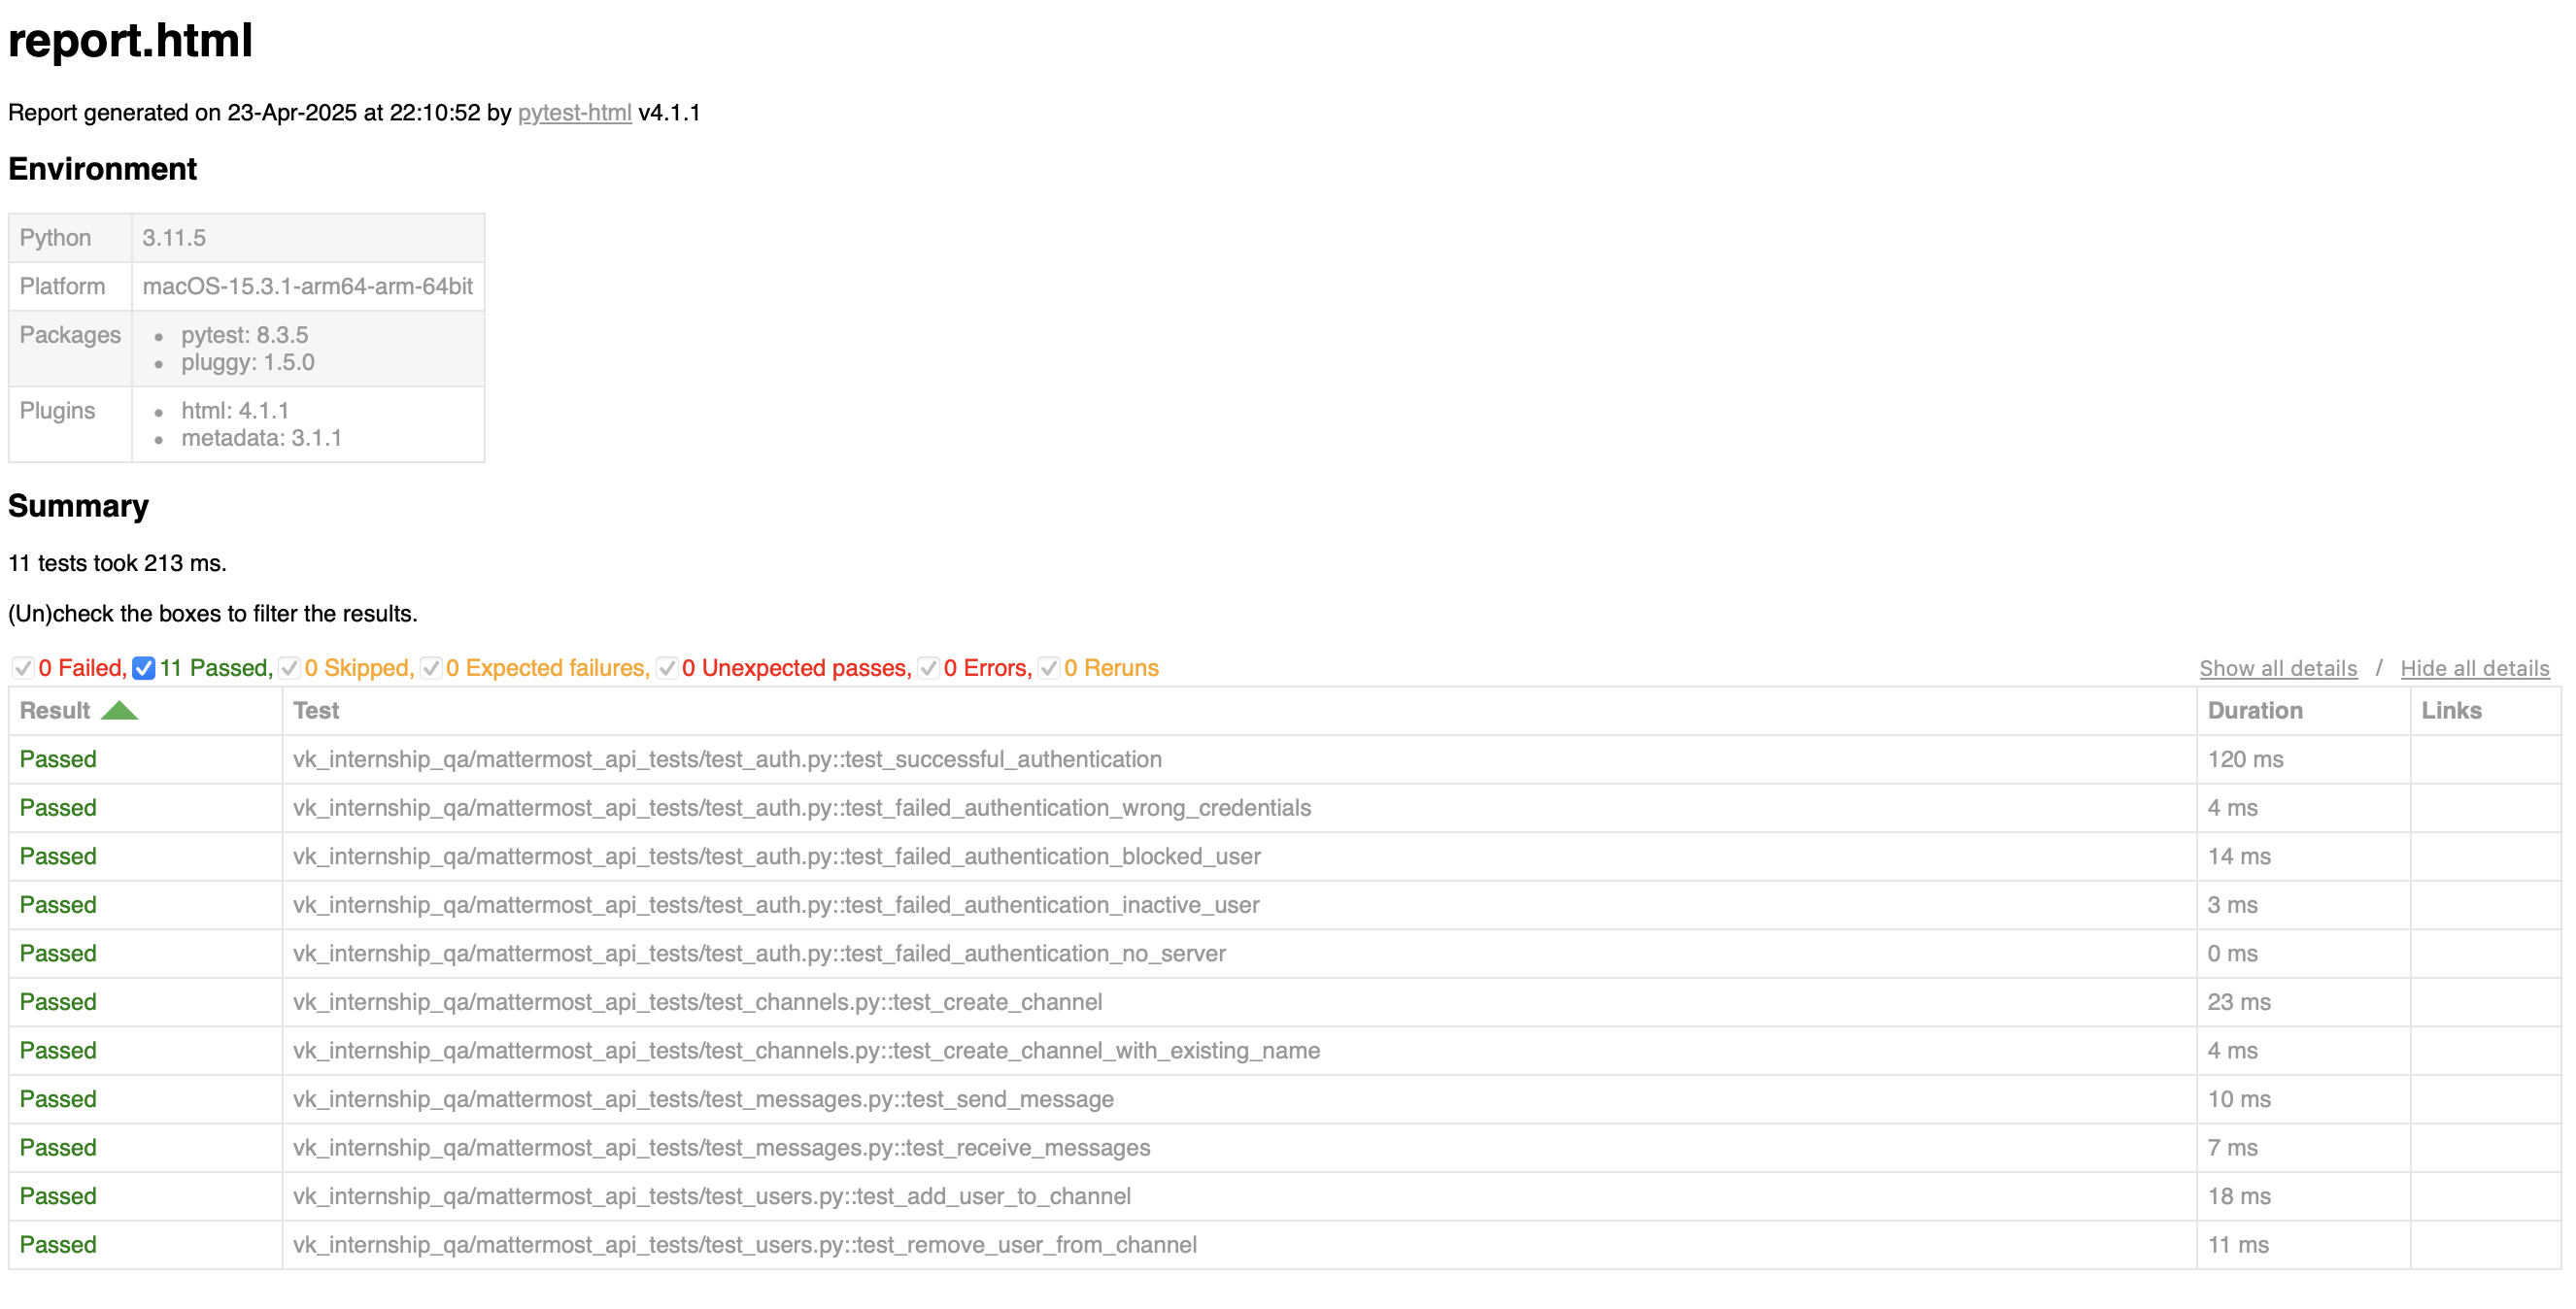 report.html
Report generated on 23-Apr-2025 at 22:10:52 by pytest-html v4.1.1
Environment
Python 3.11.5
Platform macOS-15.3.1-arm64-arm-64bit
Packages • pytest: 8.3.5
• pluggy: 1.5.0
Plugins • html: 4.1.1
• metadata: 3.1.1
Summary
11 tests took 213 ms.
(Un)check the boxes to filter the results.
0 Failed, 11 Passed, 0 Skipped, 0 Expected failures, 0 Unexpected passes, 0 Errors, 0 Reruns Show all details / Hide all details
Result Test Duration Links
Passed vk_internship_qa/mattermost_api_tests/test_auth.py::test_successful_authentication 120 ms
Passed vk_internship_qa/mattermost_api_tests/test_auth.py::test_failed_authentication_wrong_credentials 4 ms
Passed vk_internship_qa/mattermost_api_tests/test_auth.py::test_failed_authentication_blocked_user 14 ms
Passed vk_internship_qa/mattermost_api_tests/test_auth.py::test_failed_authentication_inactive_user 3 ms
Passed vk_internship_qa/mattermost_api_tests/test_auth.py::test_failed_authentication_no_server 0 ms
Passed vk_internship_qa/mattermost_api_tests/test_channels.py::test_create_channel 23 ms
Passed vk_internship_qa/mattermost_api_tests/test_channels.py::test_create_channel_with_existing_name 4 ms
Passed vk_internship_qa/mattermost_api_tests/test_messages.py::test_send_message 10 ms
Passed vk_internship_qa/mattermost_api_tests/test_messages.py::test_receive_messages 7 ms
Passed vk_internship_qa/mattermost_api_tests/test_users.py::test_add_user_to_channel 18 ms
Passed vk_internship_qa/mattermost_api_tests/test_users.py::test_remove_user_from_channel 11 ms